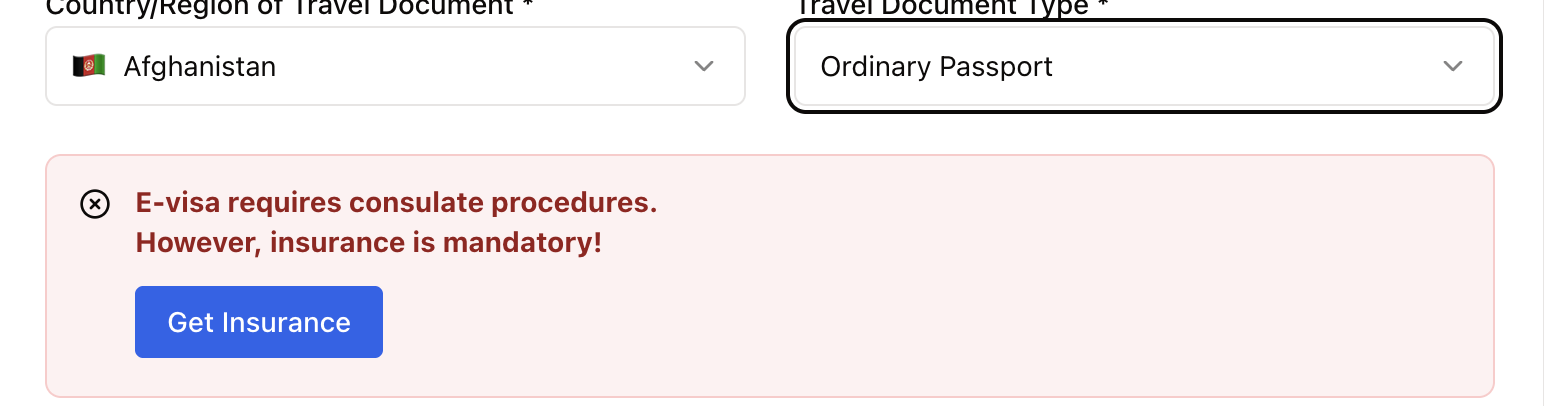 Country/Region of Travel Document *
Travel Document Type *
Afghanistan
Ordinary Passport
E-visa requires consulate procedures.
However, insurance is mandatory!
Get Insurance